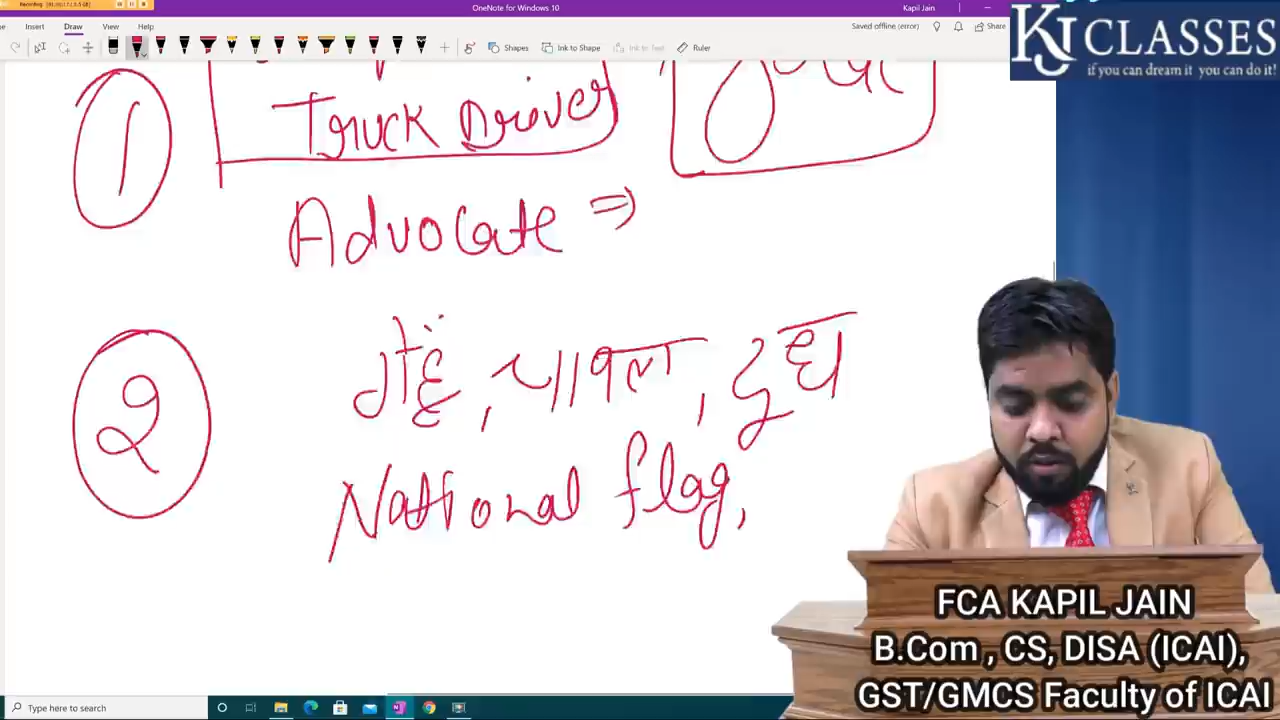 OneNote for Windows 10
Kapil Jain
Insert Draw View Help
Saved offline (error)
Share
Shapes
Ink to Shape
Ink to Text
Ruler
KJ CLASSES
if you can dream it you can do it!
1
Truck Driver
Advocate ⇒
2
गेहूं, चावल, दूध
National flag,
FCA KAPIL JAIN
B.Com , CS, DISA (ICAI),
GST/GMCS Faculty of ICAI
Type here to search